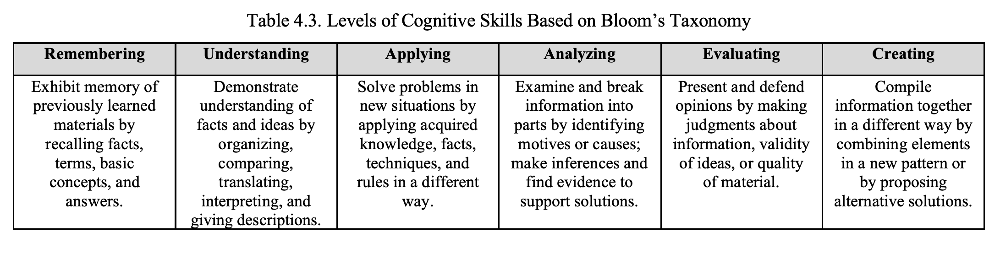 Table 4.3. Levels of Cognitive Skills Based on Bloom’s Taxonomy
Remembering
Understanding
Applying
Analyzing
Evaluating
Creating
Exhibit memory of
previously learned
materials by
recalling facts,
terms, basic
concepts, and
answers.
Demonstrate
understanding of
facts and ideas by
organizing,
comparing,
translating,
interpreting, and
giving descriptions.
Solve problems in
new situations by
applying acquired
knowledge, facts,
techniques, and
rules in a different
way.
Examine and break
information into
parts by identifying
motives or causes;
make inferences and
find evidence to
support solutions.
Present and defend
opinions by making
judgments about
information, validity
of ideas, or quality
of material.
Compile
information together
in a different way by
combining elements
in a new pattern or
by proposing
alternative solutions.